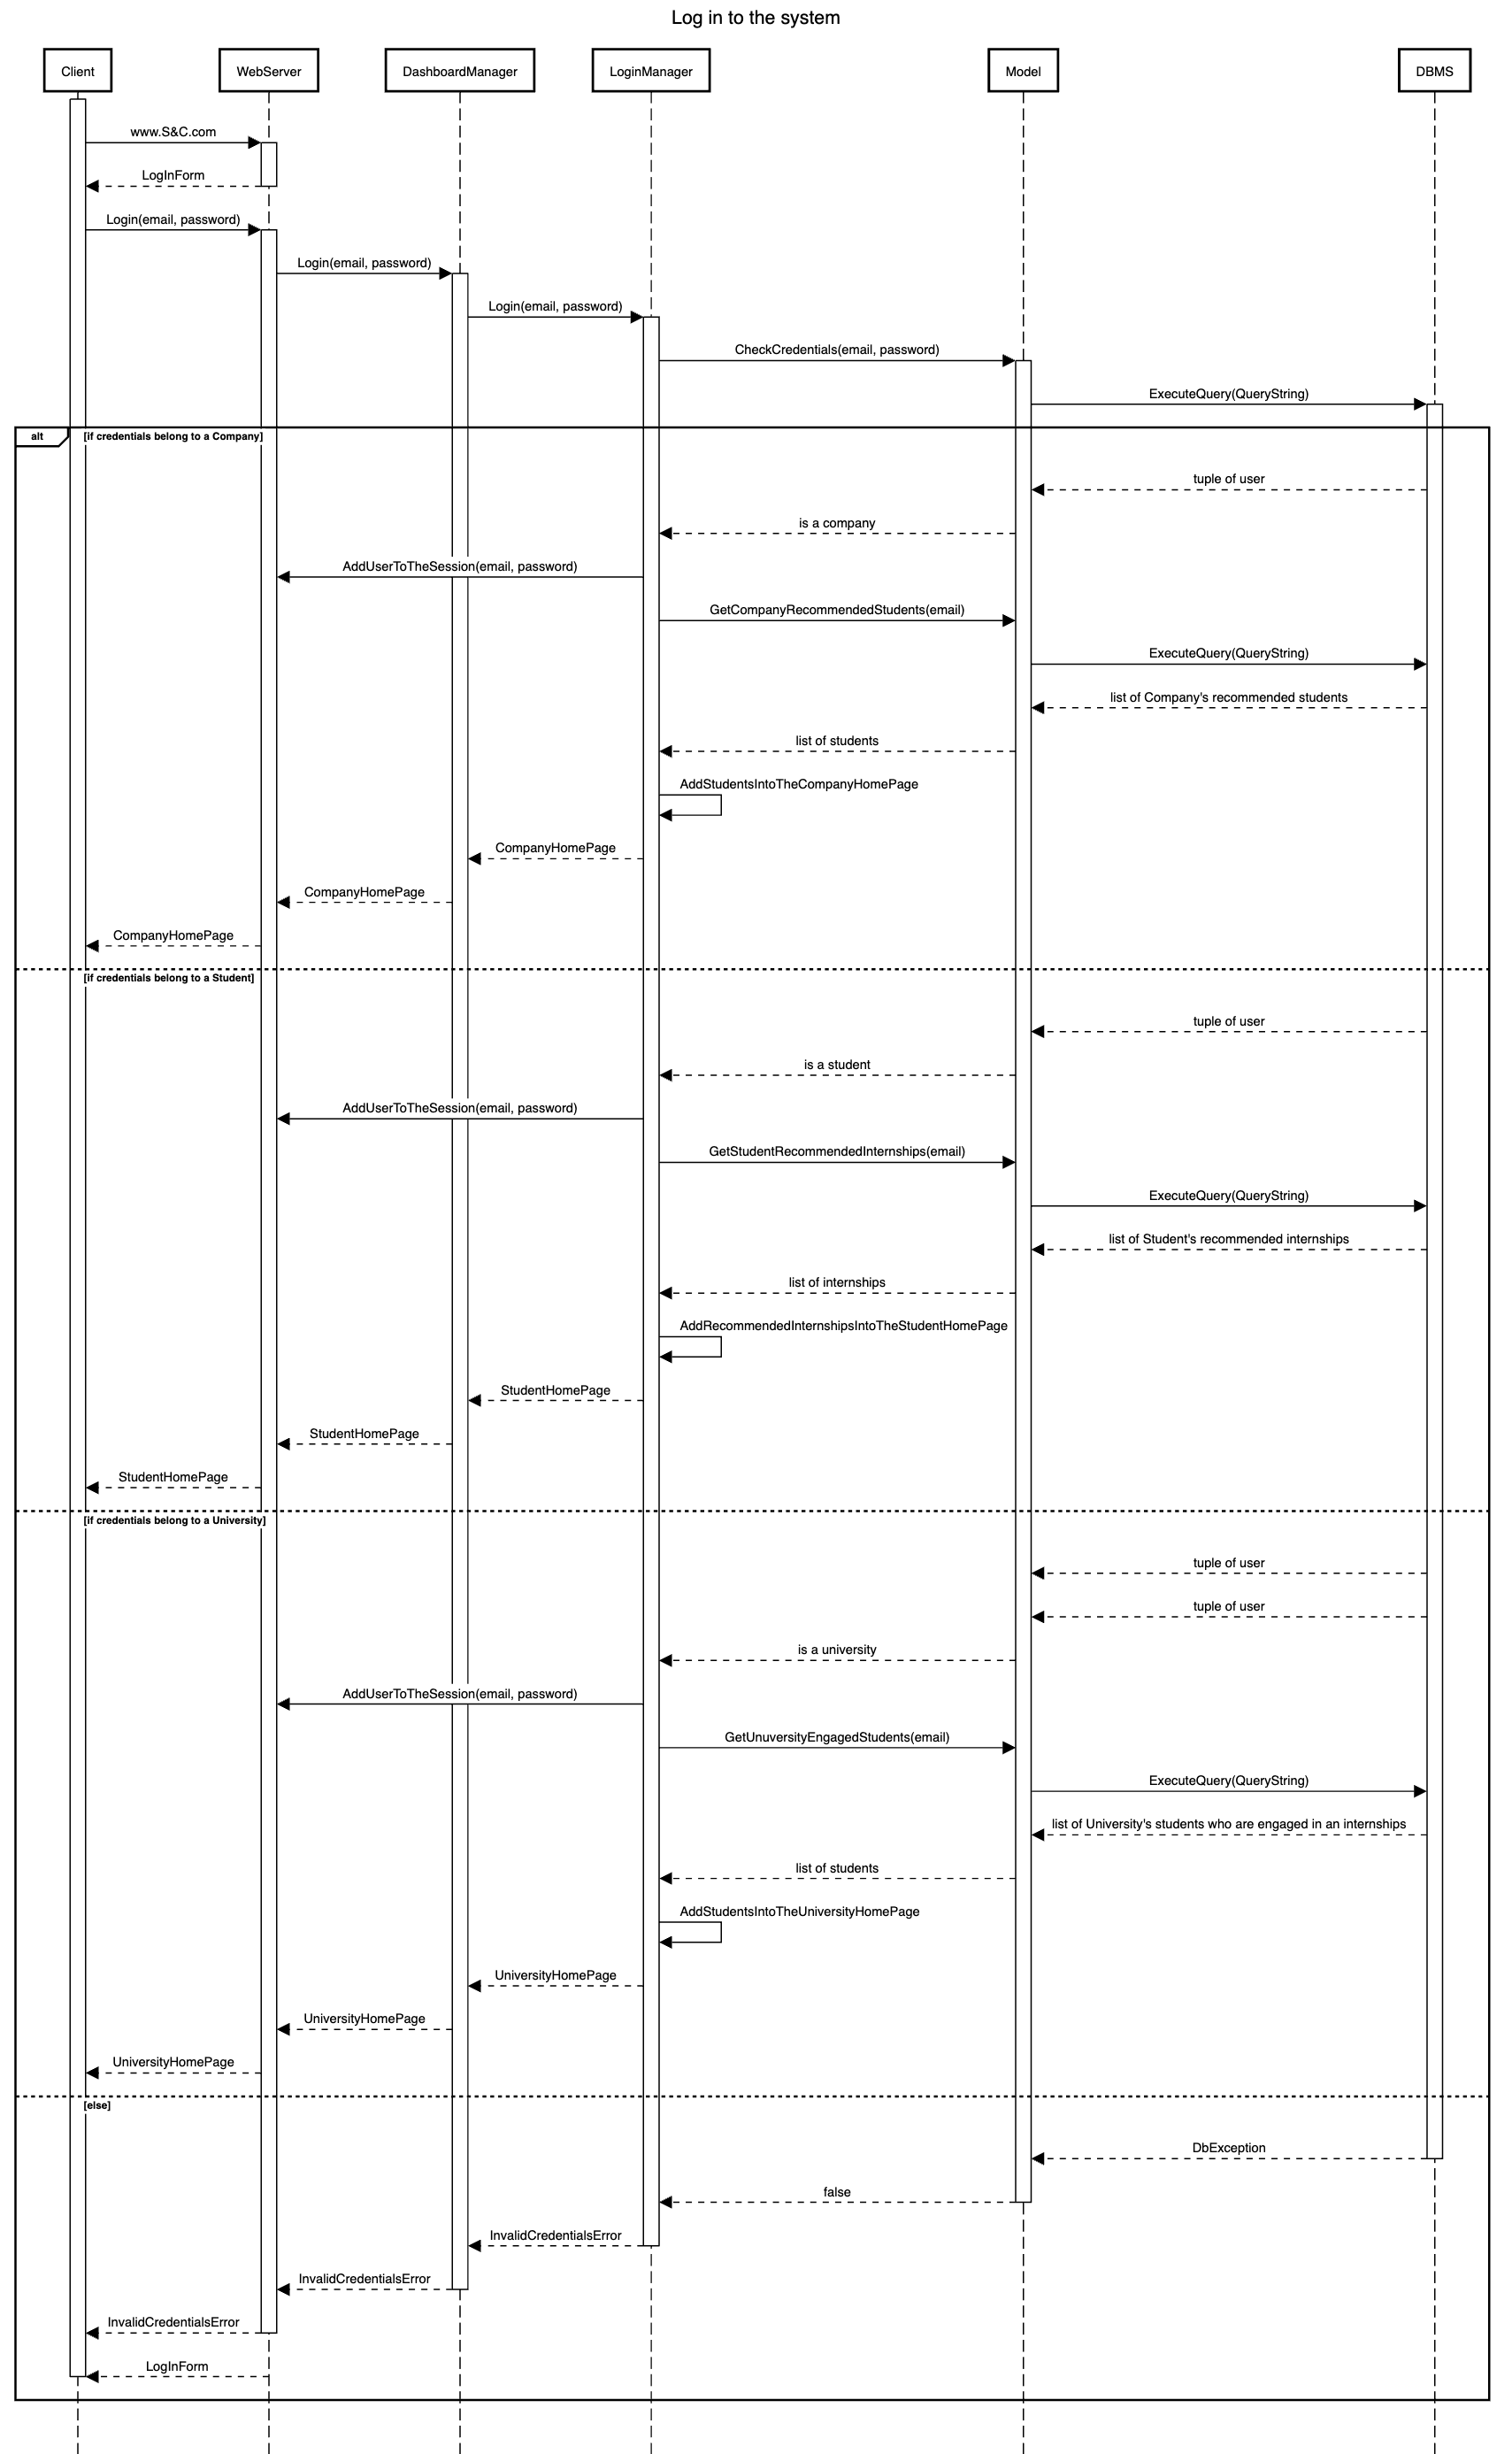 Log in to the system
Client
WebServer
DashboardManager
LoginManager
Model
DBMS
www.S&C.com
LogInForm
Login(email, password)
Login(email, password)
Login(email, password)
CheckCredentials(email, password)
ExecuteQuery(QueryString)
alt
[if credentials belong to a Company]
tuple of user
is a company
AddUserToTheSession(email, password)
GetCompanyRecommendedStudents(email)
ExecuteQuery(QueryString)
list of Company's recommended students
list of students
AddStudentsIntoTheCompanyHomePage
CompanyHomePage
CompanyHomePage
CompanyHomePage
[if credentials belong to a Student]
tuple of user
is a student
AddUserToTheSession(email, password)
GetStudentRecommendedInternships(email)
ExecuteQuery(QueryString)
list of Student's recommended internships
list of internships
AddRecommendedInternshipsIntoTheStudentHomePage
StudentHomePage
StudentHomePage
StudentHomePage
[if credentials belong to a University]
tuple of user
tuple of user
is a university
AddUserToTheSession(email, password)
GetUnuversityEngagedStudents(email)
ExecuteQuery(QueryString)
list of University's students who are engaged in an internships
list of students
AddStudentsIntoTheUniversityHomePage
UniversityHomePage
UniversityHomePage
UniversityHomePage
[else]
DbException
false
InvalidCredentialsError
InvalidCredentialsError
InvalidCredentialsError
LogInForm